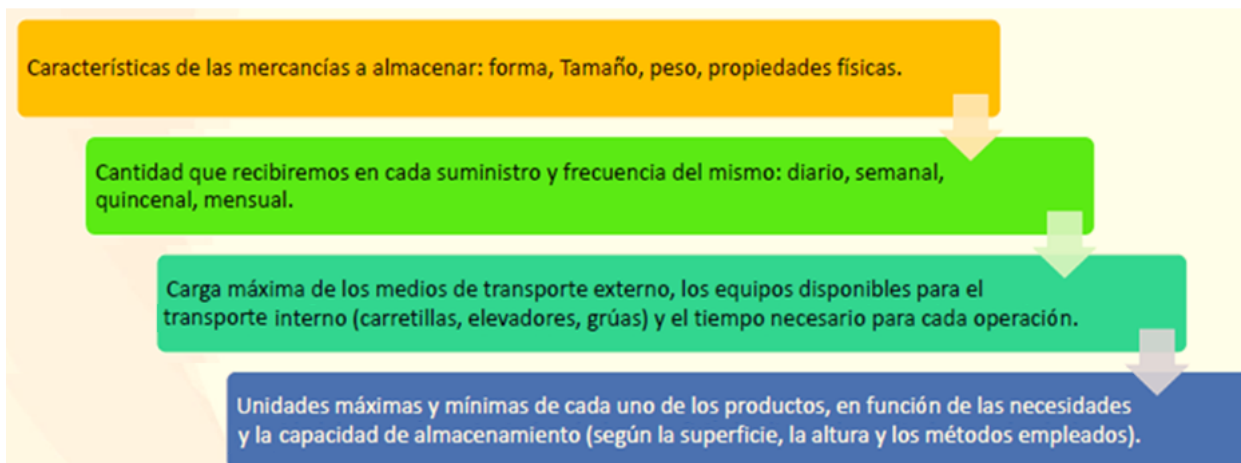 Características de las mercancías a almacenar: forma, Tamaño, peso, propiedades físicas.
Cantidad que recibiremos en cada suministro y frecuencia del mismo: diario, semanal,
quincenal, mensual.
Carga máxima de los medios de transporte externo, los equipos disponibles para el
transporte interno (carretillas, elevadores, grúas) y el tiempo necesario para cada operación.
Unidades máximas y mínimas de cada uno de los productos, en función de las necesidades
y la capacidad de almacenamiento (según la superficie, la altura y los métodos empleados).